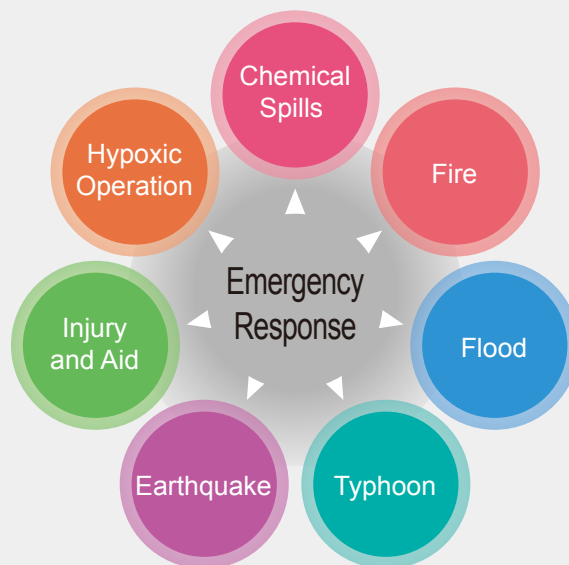 Chemical
Spills
Fire
Flood
Typhoon
Earthquake
Injury
and Aid
Hypoxic
Operation
Emergency
Response